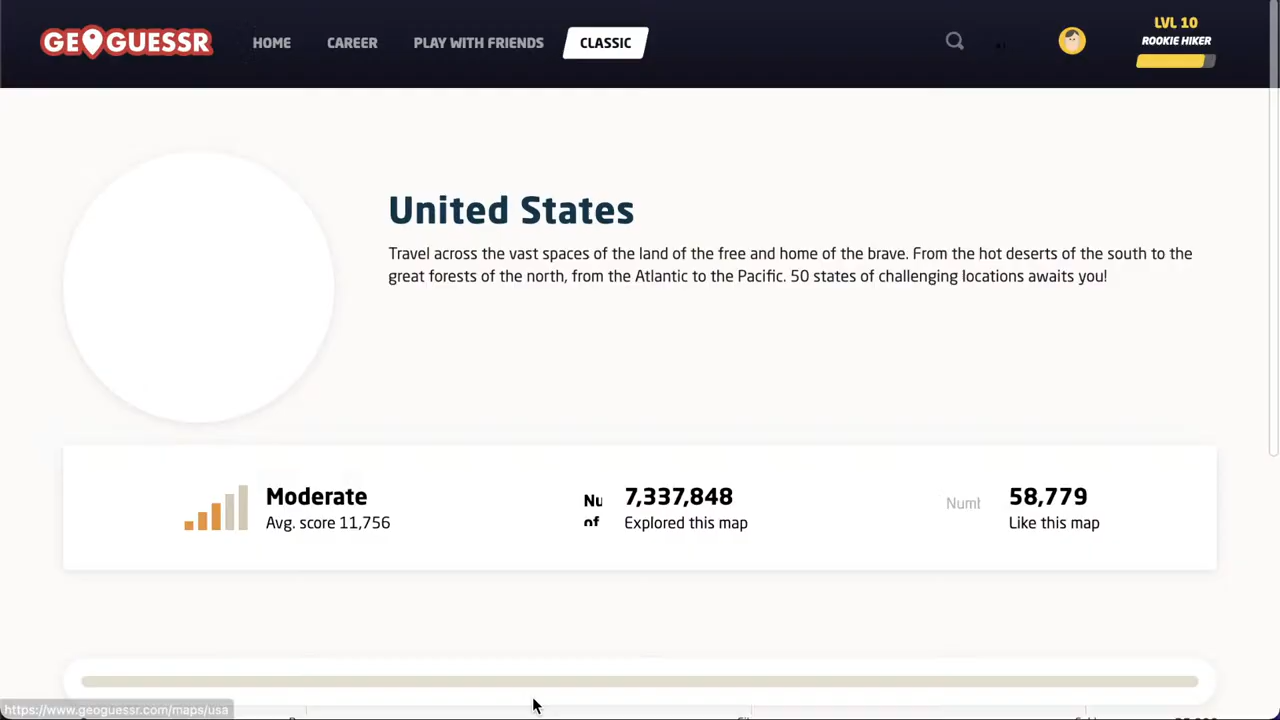 GEOGUESSR
HOME
CAREER
PLAY WITH FRIENDS
CLASSIC
LVL 10
ROOKIE HIKER
United States
Travel across the vast spaces of the land of the free and home of the brave. From the hot deserts of the south to the
great forests of the north, from the Atlantic to the Pacific. 50 states of challenging locations awaits you!
Moderate
Avg. score 11,756
Nu
of
7,337,848
Explored this map
Numb
58,779
Like this map
https://www.geoguessr.com/maps/usa